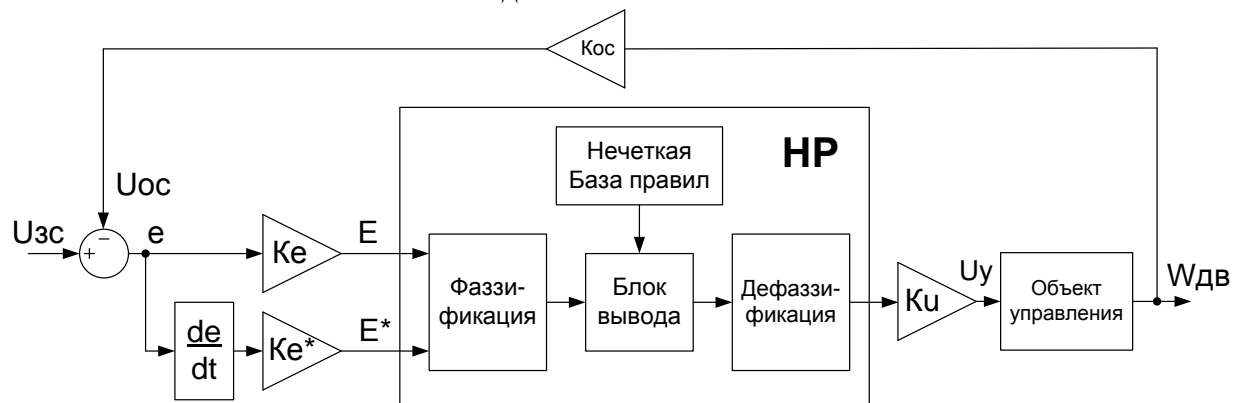 Кос
Нечеткая
База правил
НР
Uос
Uзс
e
Ke
E
Фаззи-
фикация
Блок
вывода
Дефаззи-
фикация
Ku
Uу
Объект
управления
Wдв
de
dt
Ke*
E*
+
−